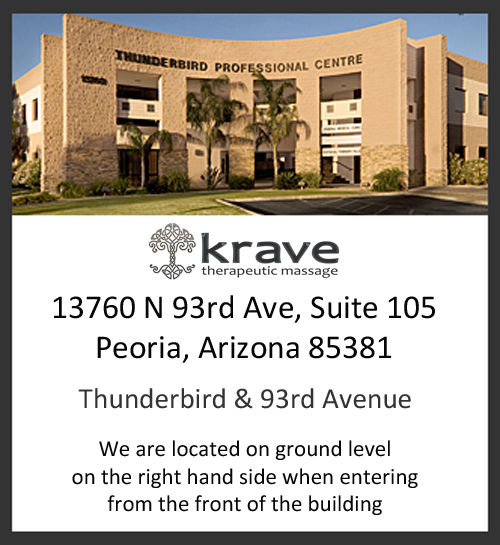 THUNDERBIRD PROFESSIONAL CENTRE
13760
krave
therapeutic massage
13760 N 93rd Ave, Suite 105
Peoria, Arizona 85381
Thunderbird & 93rd Avenue
We are located on ground level
on the right hand side when entering
from the front of the building